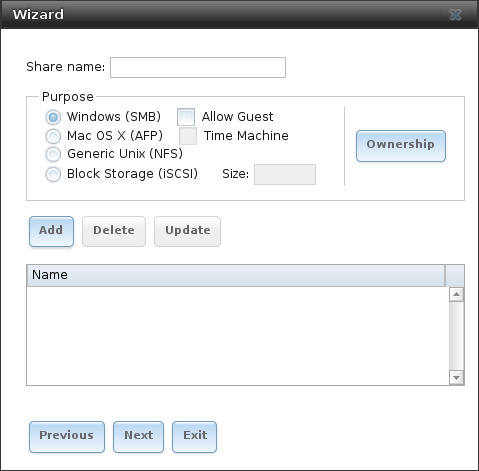 Wizard
Share name:
Purpose
Windows (SMB) Allow Guest
Mac OS X (AFP) Time Machine
Generic Unix (NFS)
Block Storage (iSCSI) Size:
Ownership
Add Delete Update
Name
Previous Next Exit